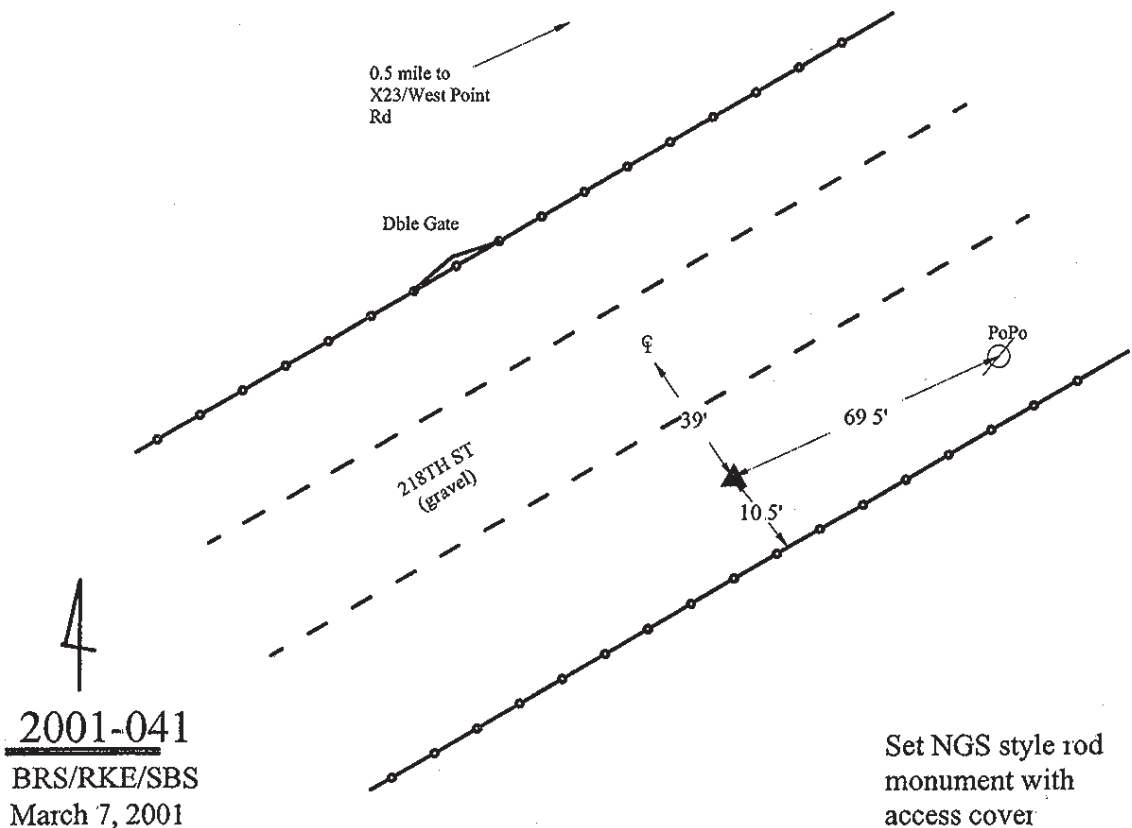 0.5 mile to
X23/West Point
Rd
Dble Gate
℄
PoPo
39'
69 5'
218TH ST
(gravel)
10.5'
2001-041
BRS/RKE/SBS
March 7, 2001
Set NGS style rod
monument with
access cover